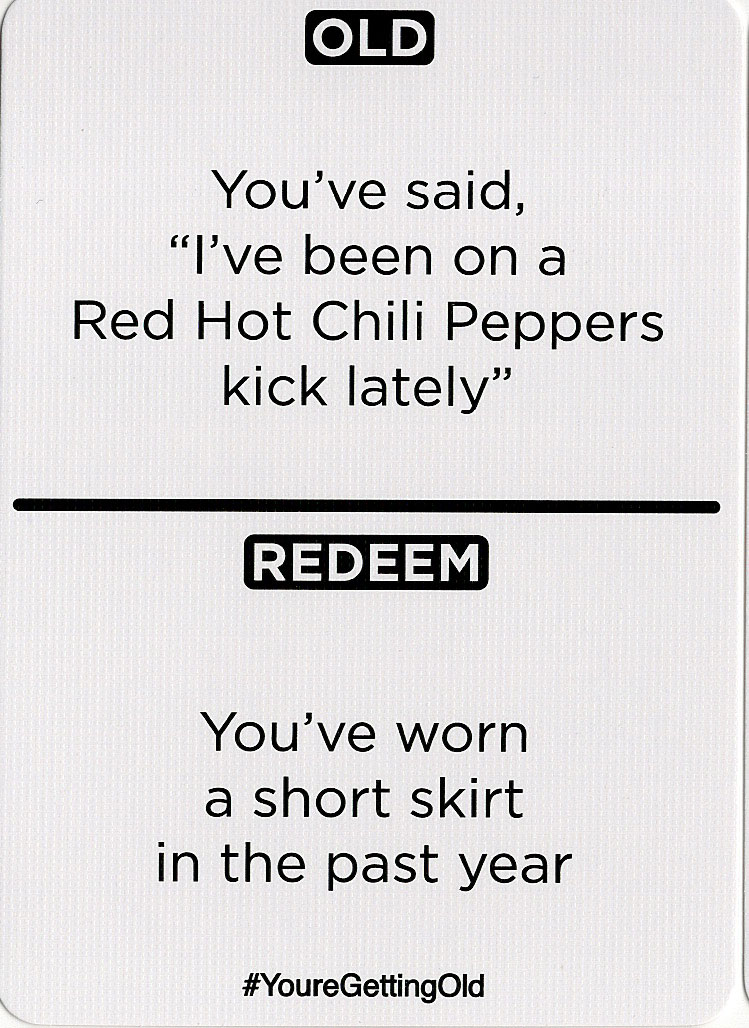 OLD
You’ve said,
“I’ve been on a
Red Hot Chili Peppers
kick lately”
REDEEM
You’ve worn
a short skirt
in the past year
#YoureGettingOld